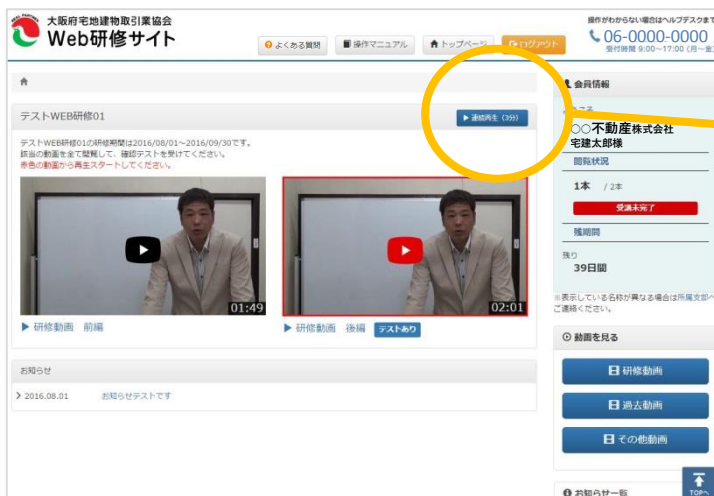 大阪府宅地建物取引業協会
Web研修サイト
よくある質問
操作マニュアル
トップページ
ログアウト
操作がわからない場合はヘルプデスクまで
06-0000-0000
受付時間 9:00～17:00（月～金
会員情報
○○不動産株式会社
宅建太郎様
閲覧状況
1本 / 2本
受講未完了
残期間
残り
39日間
※表示している名称が異なる場合は所属支部へ
ご連絡ください。
テストWEB研修01
連続再生（3分）
テストWEB研修01の研修期間は2016/08/01～2016/09/30です。
該当の動画を全て閲覧して、確認テストを受けてください。
赤色の動画から再生スタートしてください。
01:49
02:01
研修動画 前編
研修動画 後編 テストあり
お知らせ
2016.08.01 お知らせテストです
動画を見る
研修動画
過去動画
その他動画
お知らせ一覧
TOPへ